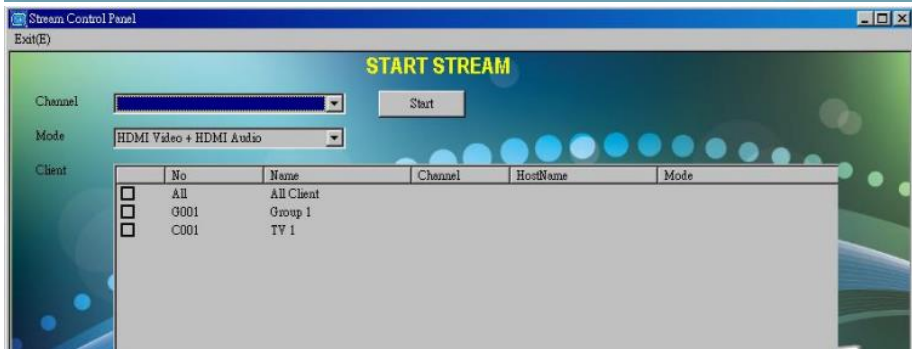 Stream Control Panel
Exit(E)
START STREAM
Channel
Start
Mode
HDMI Video + HDMI Audio
Client
No Name Channel HostName Mode
All All Client
G001 Group 1
C001 TV 1